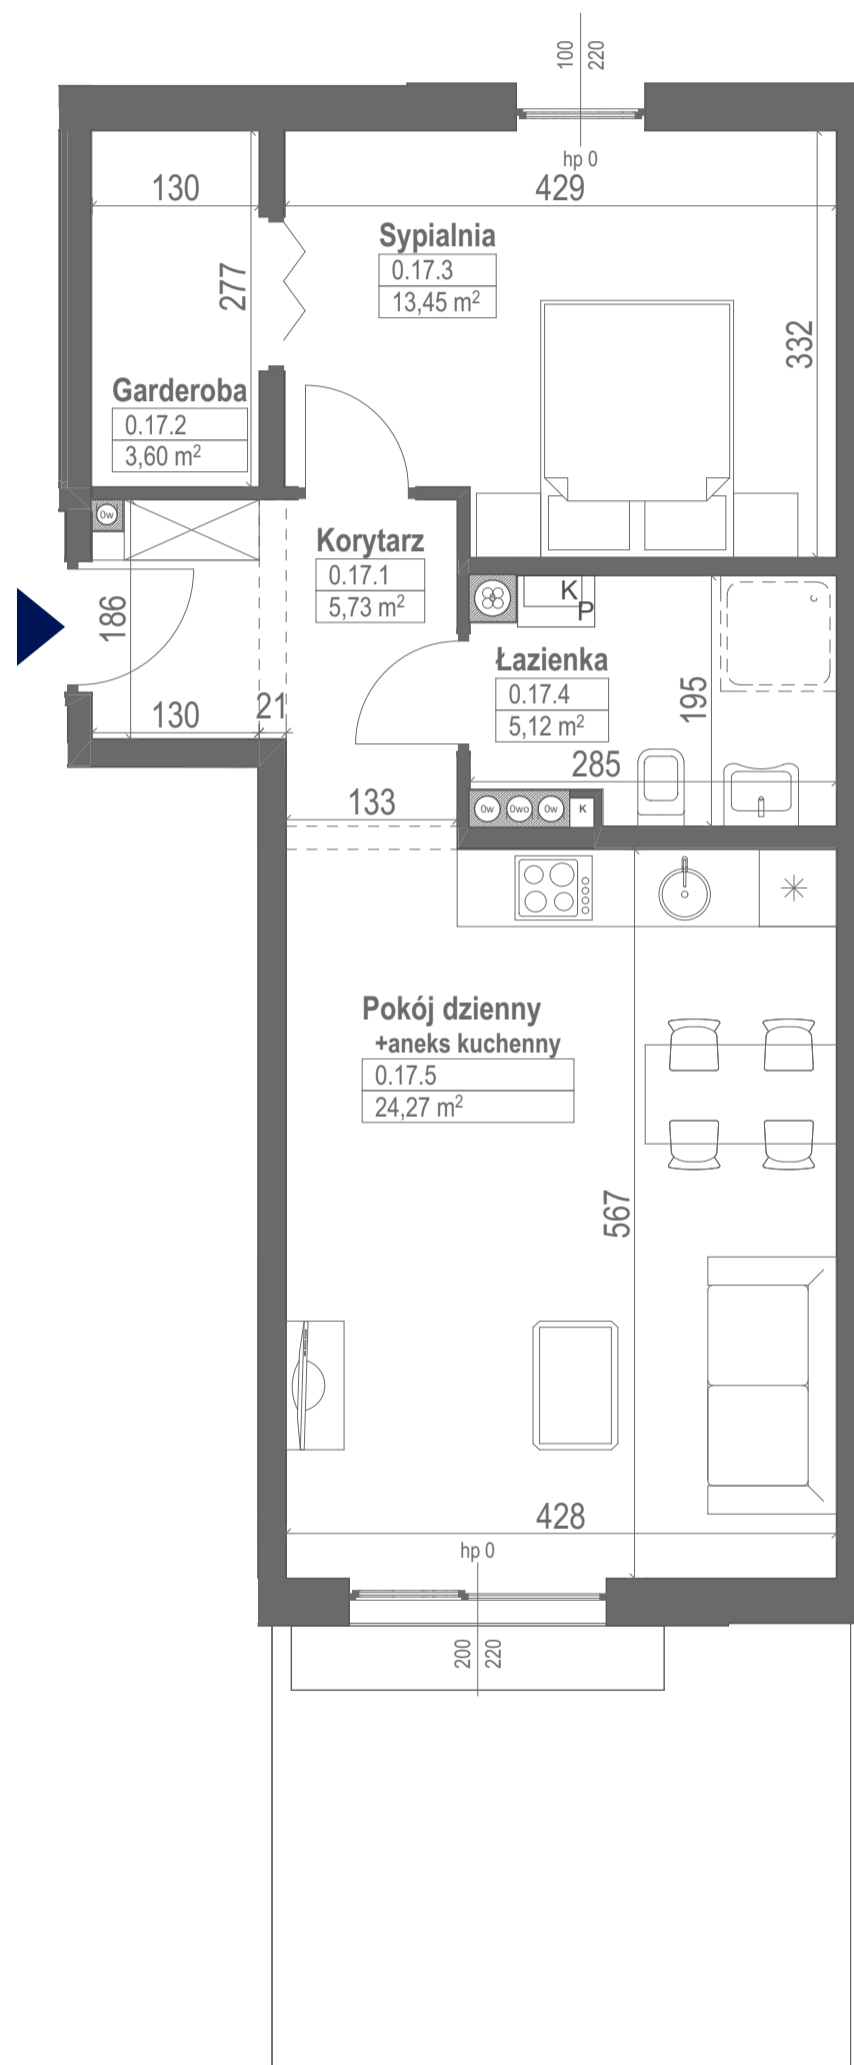 100
220
hp 0
130
429
Sypialnia
0.17.3
13,45 m²
277
332
Garderoba
0.17.2
3,60 m²
0w
Korytarz
0.17.1
5,73 m²
K
P
186
Łazienka
0.17.4
5,12 m²
195
130
21
285
133
0w
0wo
0w
K
Pokój dzienny
+aneks kuchenny
0.17.5
24,27 m²
567
428
hp 0
200
220